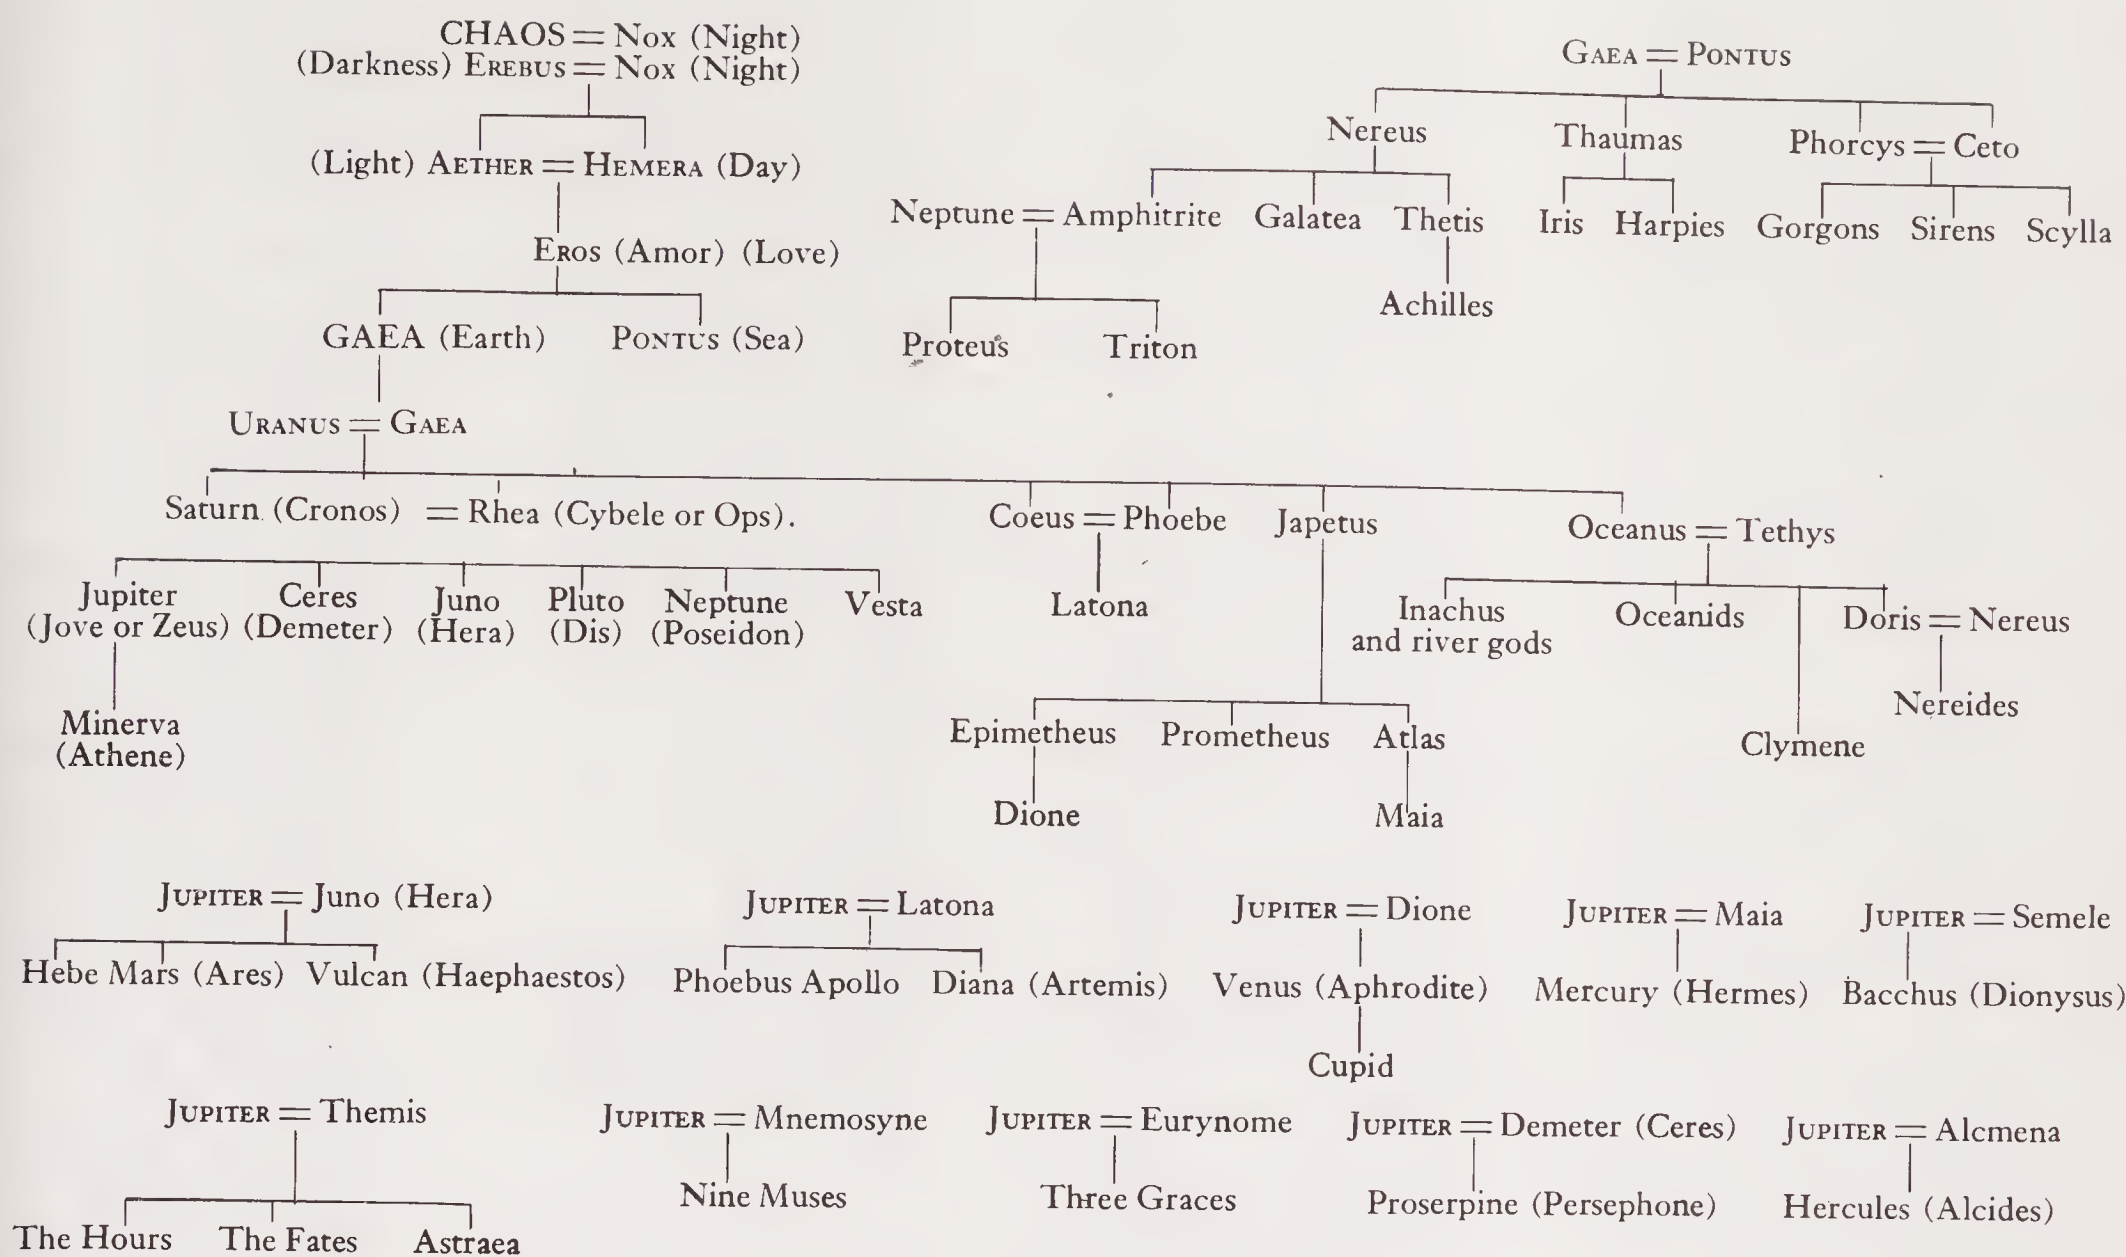 CHAOS = Nox (Night)
(Darkness) Erebus = Nox (Night)
(Light) Aether = Hemera (Day)
Eros (Amor) (Love)
GAEA (Earth) Pontus (Sea)
Uranus = Gaea
Gaea = Pontus
Nereus Thaumas Phorcys = Ceto
Neptune = Amphitrite Galatea Thetis Iris Harpies Gorgons Sirens Scylla
Achilles
Proteus Triton
Saturn (Cronos) = Rhea (Cybele or Ops). Coeus = Phoebe Japetus Oceanus = Tethys
Jupiter Ceres Juno Pluto Neptune Vesta Latona Inachus Oceanids Doris = Nereus
(Jove or Zeus) (Demeter) (Hera) (Dis) (Poseidon) and river gods
Minerva Epimetheus Prometheus Atlas Clymene Nereides
(Athene)
Dione Maia
Jupiter = Juno (Hera) Jupiter = Latona Jupiter = Dione Jupiter = Maia Jupiter = Semele
Hebe Mars (Ares) Vulcan (Haephaestos) Phoebus Apollo Diana (Artemis) Venus (Aphrodite) Mercury (Hermes) Bacchus (Dionysus)
Cupid
Jupiter = Themis Jupiter = Mnemosyne Jupiter = Eurynome Jupiter = Demeter (Ceres) Jupiter = Alcmena
Nine Muses Three Graces Proserpine (Persephone) Hercules (Alcides)
The Hours The Fates Astraea